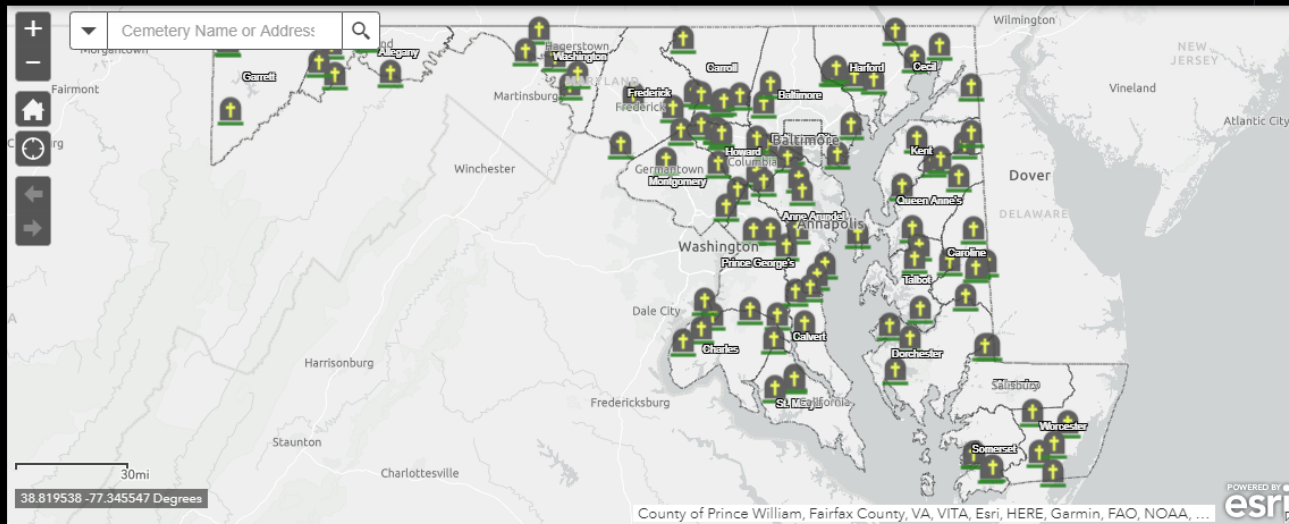 +
−
Cemetery Name or Address
Wilmington
NEW
JERSEY
Vineland
Atlantic City
Fairmont
Garrett
Allegany
Hagerstown
Washington
MARYLAND
Martinsburg
Frederick
Frederick
Carroll
Baltimore
Harford
Cecil
Baltimore
Howard
Columbia
Germantown
Montgomery
Winchester
Kent
Queen Anne's
Dover
DELAWARE
Anne Arundel
Annapolis
Washington
Prince George's
Talbot
Caroline
Dale City
Charles
Calvert
Dorchester
Harrisonburg
Fredericksburg
California
Salisbury
Worcester
Somerset
Staunton
Charlottesville
30mi
38.819538 -77.345547 Degrees
County of Prince William, Fairfax County, VA, VITA, Esri, HERE, Garmin, FAO, NOAA, ...
POWERED BY
esri